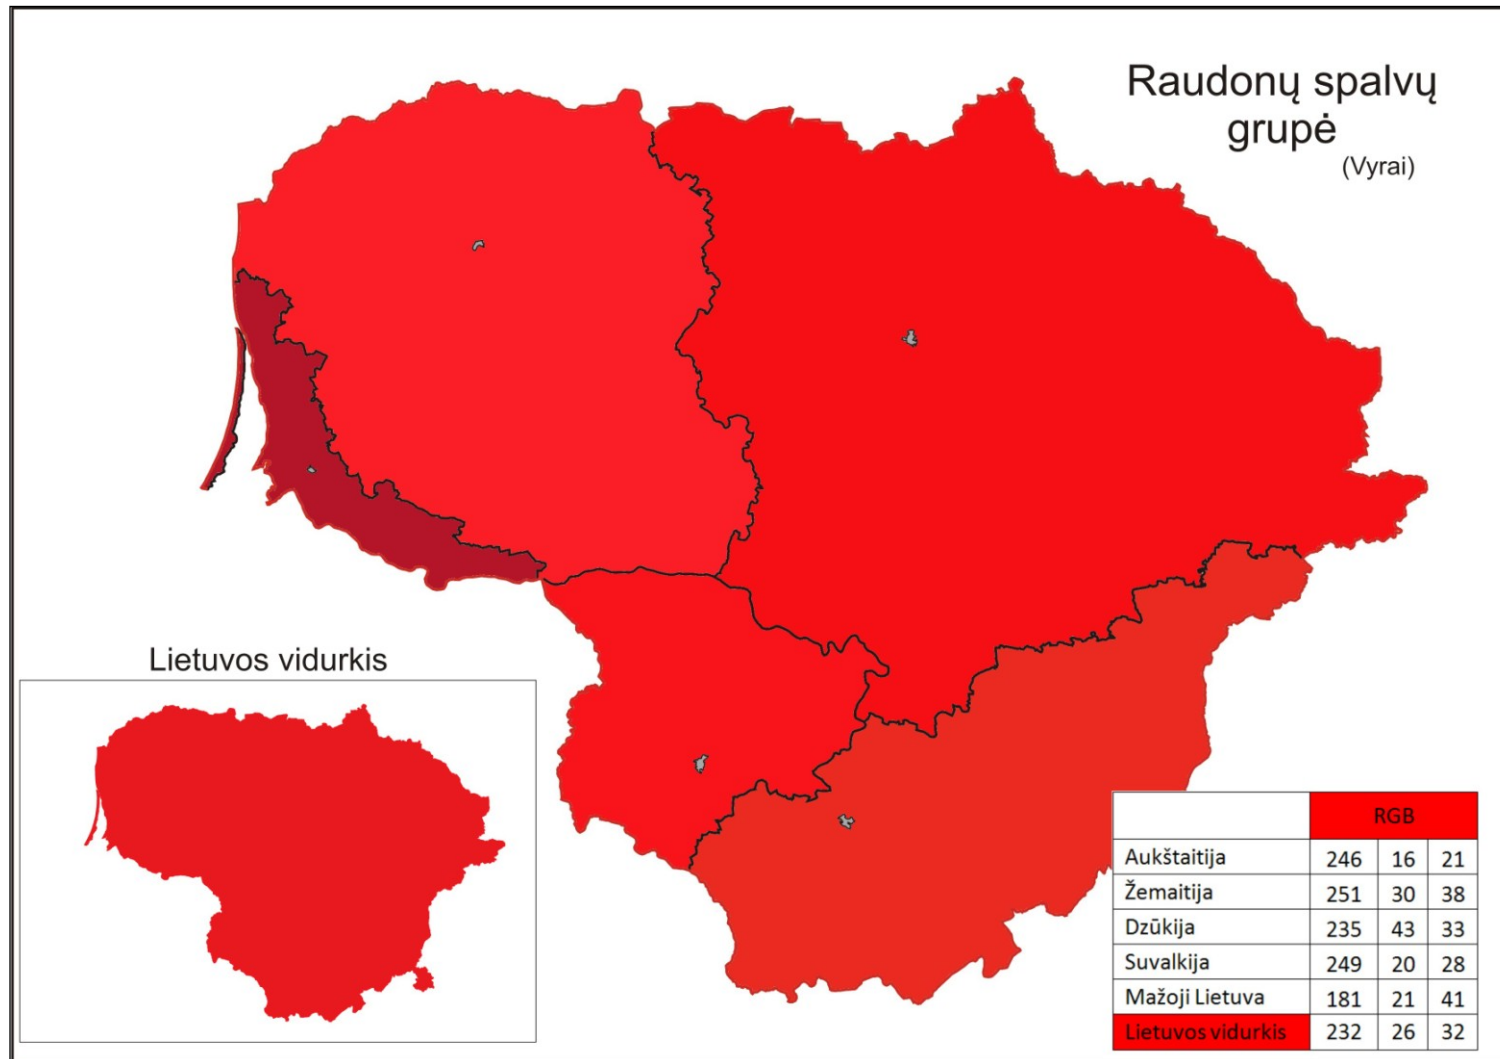 Raudonų spalvų
grupė
(Vyrai)
Lietuvos vidurkis
RGB
Aukštaitija 246 16 21
Žemaitija 251 30 38
Dzūkija 235 43 33
Suvalkija 249 20 28
Mažoji Lietuva 181 21 41
Lietuvos vidurkis 232 26 32